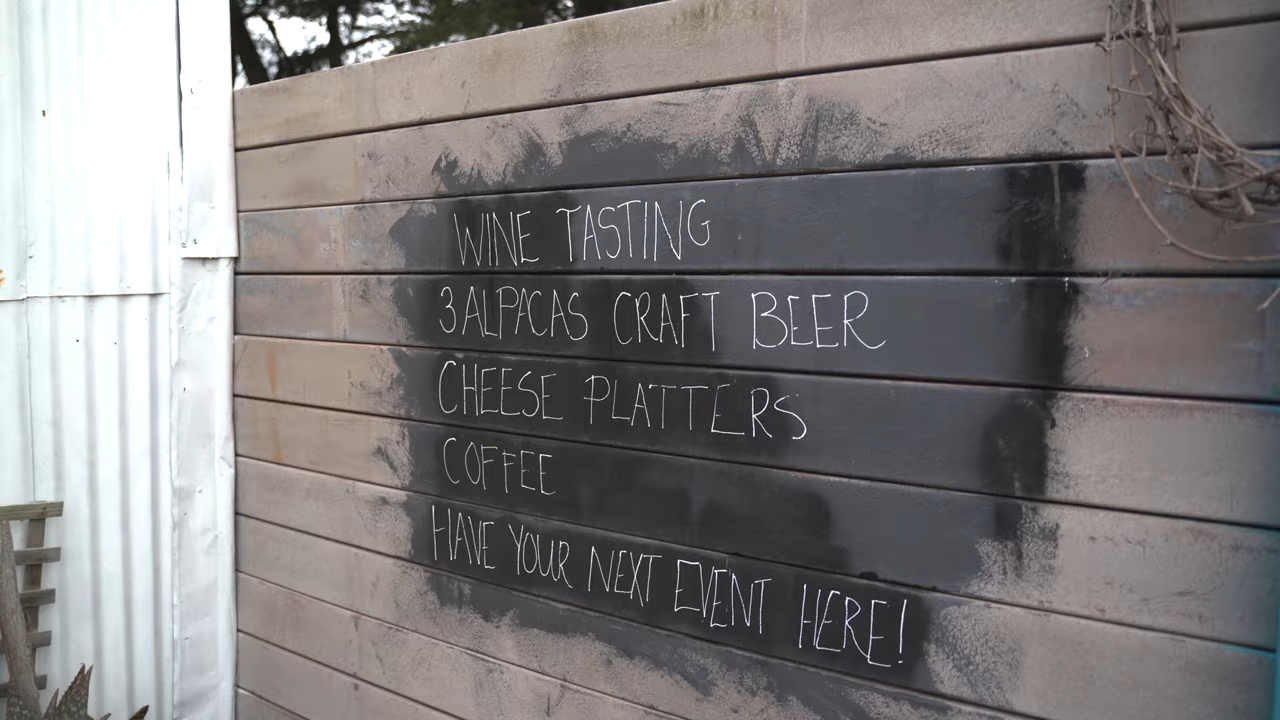 WINE TASTING
3 ALPACAS CRAFT BEER
CHEESE PLATTERS
COFFEE
HAVE YOUR NEXT EVENT HERE!